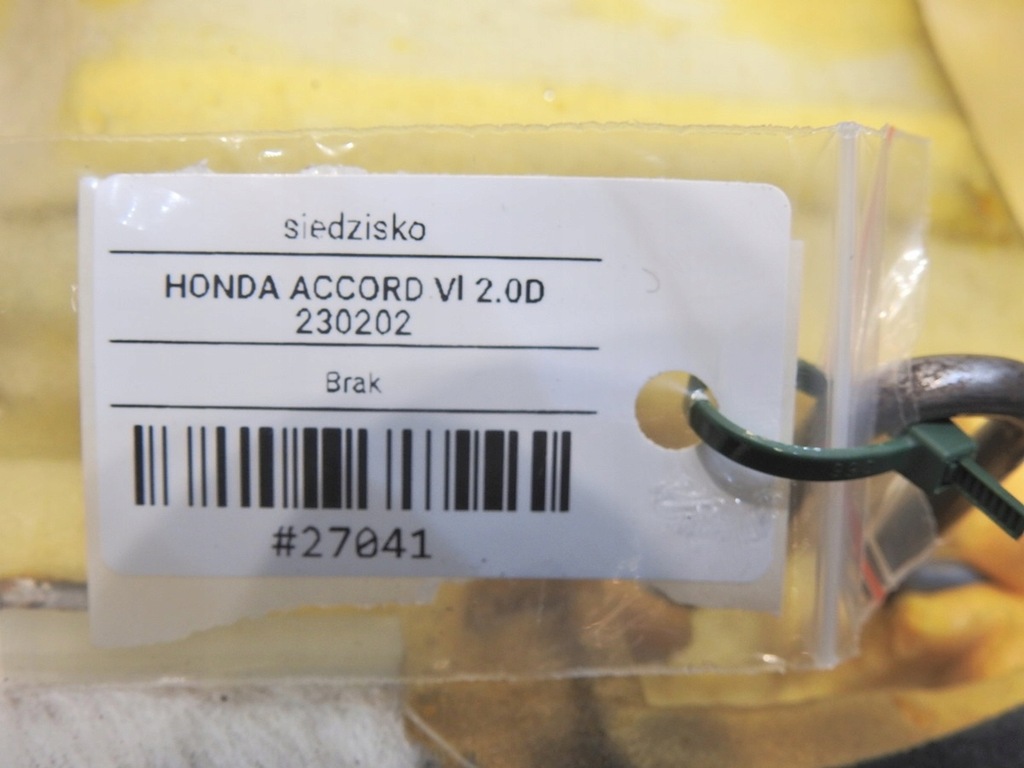 siedzisko
HONDA ACCORD VI 2.0D
230202
Brak
#27041